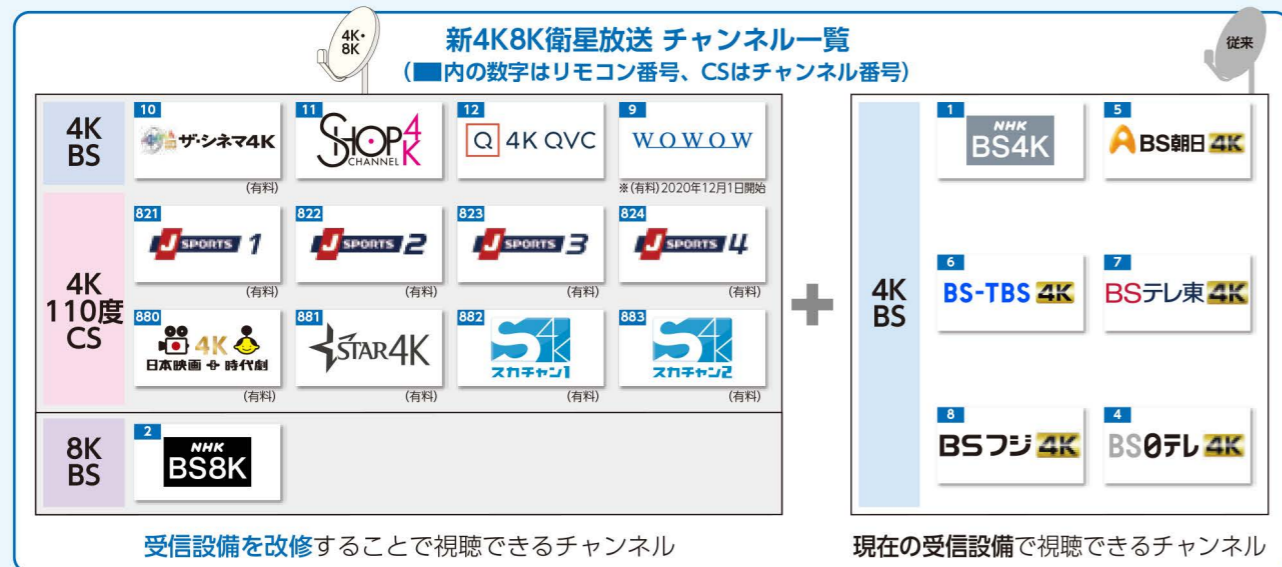 4K・
8K
従来
新4K8K衛星放送 チャンネル一覧
(■内の数字はリモコン番号、CSはチャンネル番号)
4K
BS
10
ザ・シネマ4K
(有料)
11
SHOP
CHANNEL
4K
12
Q 4K QVC
9
WOWOW
※(有料)2020年12月1日開始
4K
110度
CS
821
J SPORTS 1
(有料)
822
J SPORTS 2
(有料)
823
J SPORTS 3
(有料)
824
J SPORTS 4
(有料)
880
4K
日本映画 + 時代劇
(有料)
881
STAR4K
(有料)
882
S4K
スカチャン1
(有料)
883
S4K
スカチャン2
(有料)
8K
BS
2
NHK
BS8K
4K
BS
1
NHK
BS4K
5
BS朝日 4K
6
BS-TBS 4K
7
BSテレ東 4K
8
BSフジ 4K
4
BS日テレ 4K
受信設備を改修することで視聴できるチャンネル
現在の受信設備で視聴できるチャンネル